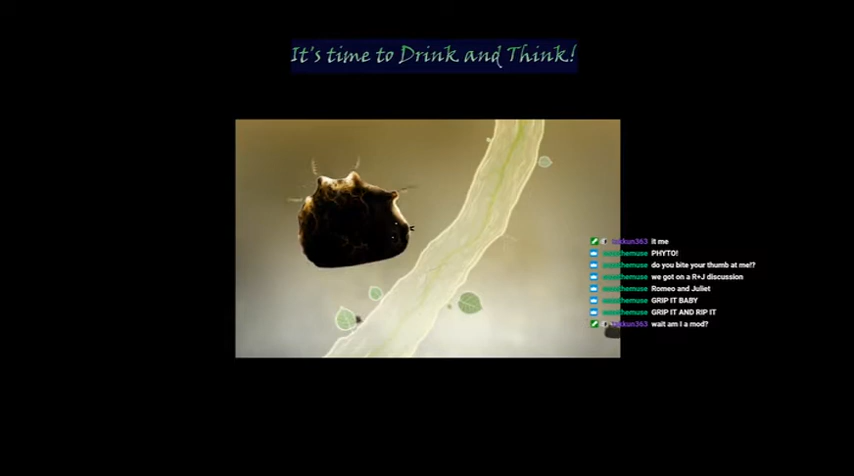 It's time to Drink and Think!
it me
PHYTO!
do you bite your thumb at me!?
we got on a R+J discussion
Romeo and Juliet
GRIP IT BABY
GRIP IT AND RIP IT
wait am I a mod?